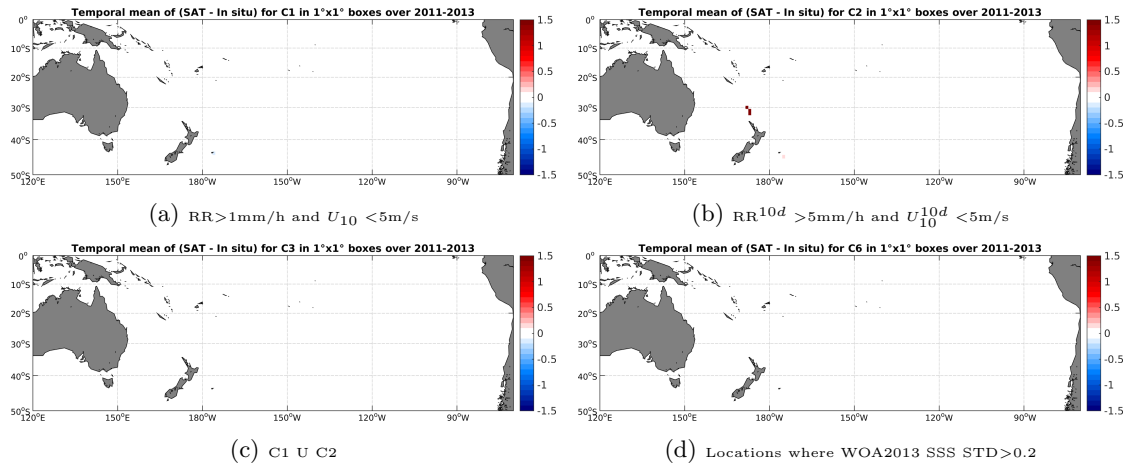 Temporal mean of (SAT - In situ) for C1 in 1°x1° boxes over 2011-2013
0°
10°S
20°S
30°S
40°S
50°S
120°E 150°E 180°W 150°W 120°W 90°W
1.5
1
0.5
0
-0.5
-1
-1.5
(a) RR>1mm/h and U10 <5m/s
Temporal mean of (SAT - In situ) for C2 in 1°x1° boxes over 2011-2013
0°
10°S
20°S
30°S
40°S
50°S
120°E 150°E 180°W 150°W 120°W 90°W
1.5
1
0.5
0
-0.5
-1
-1.5
(b) RR^10d >5mm/h and U10^10d <5m/s
Temporal mean of (SAT - In situ) for C3 in 1°x1° boxes over 2011-2013
0°
10°S
20°S
30°S
40°S
50°S
120°E 150°E 180°W 150°W 120°W 90°W
1.5
1
0.5
0
-0.5
-1
-1.5
(c) C1 U C2
Temporal mean of (SAT - In situ) for C6 in 1°x1° boxes over 2011-2013
0°
10°S
20°S
30°S
40°S
50°S
120°E 150°E 180°W 150°W 120°W 90°W
1.5
1
0.5
0
-0.5
-1
-1.5
(d) Locations where WOA2013 SSS STD>0.2